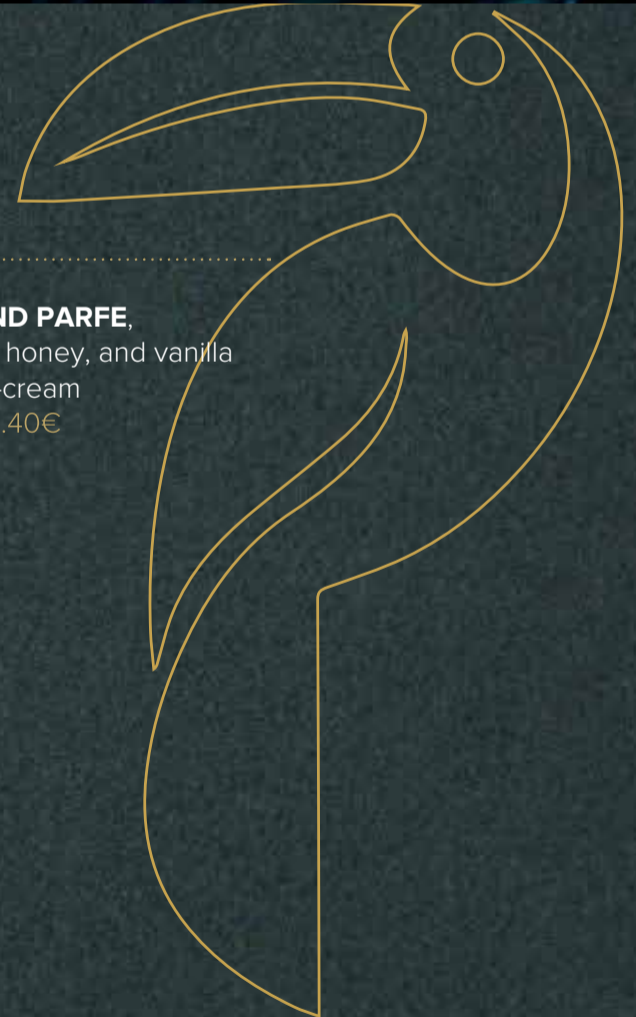 ND PARFE,
honey, and vanilla
-cream
.40€